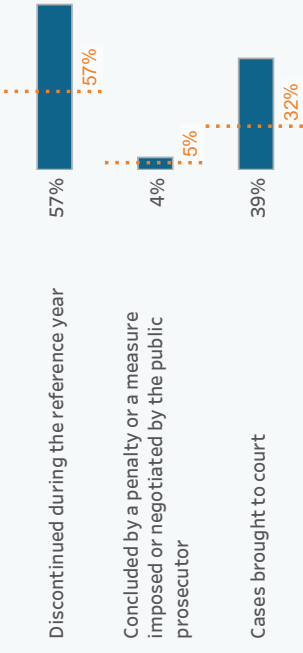 Discontinued during the reference year
57%
57%
Concluded by a penalty or a measure
imposed or negotiated by the public
prosecutor
4%
5%
Cases brought to court
39%
32%